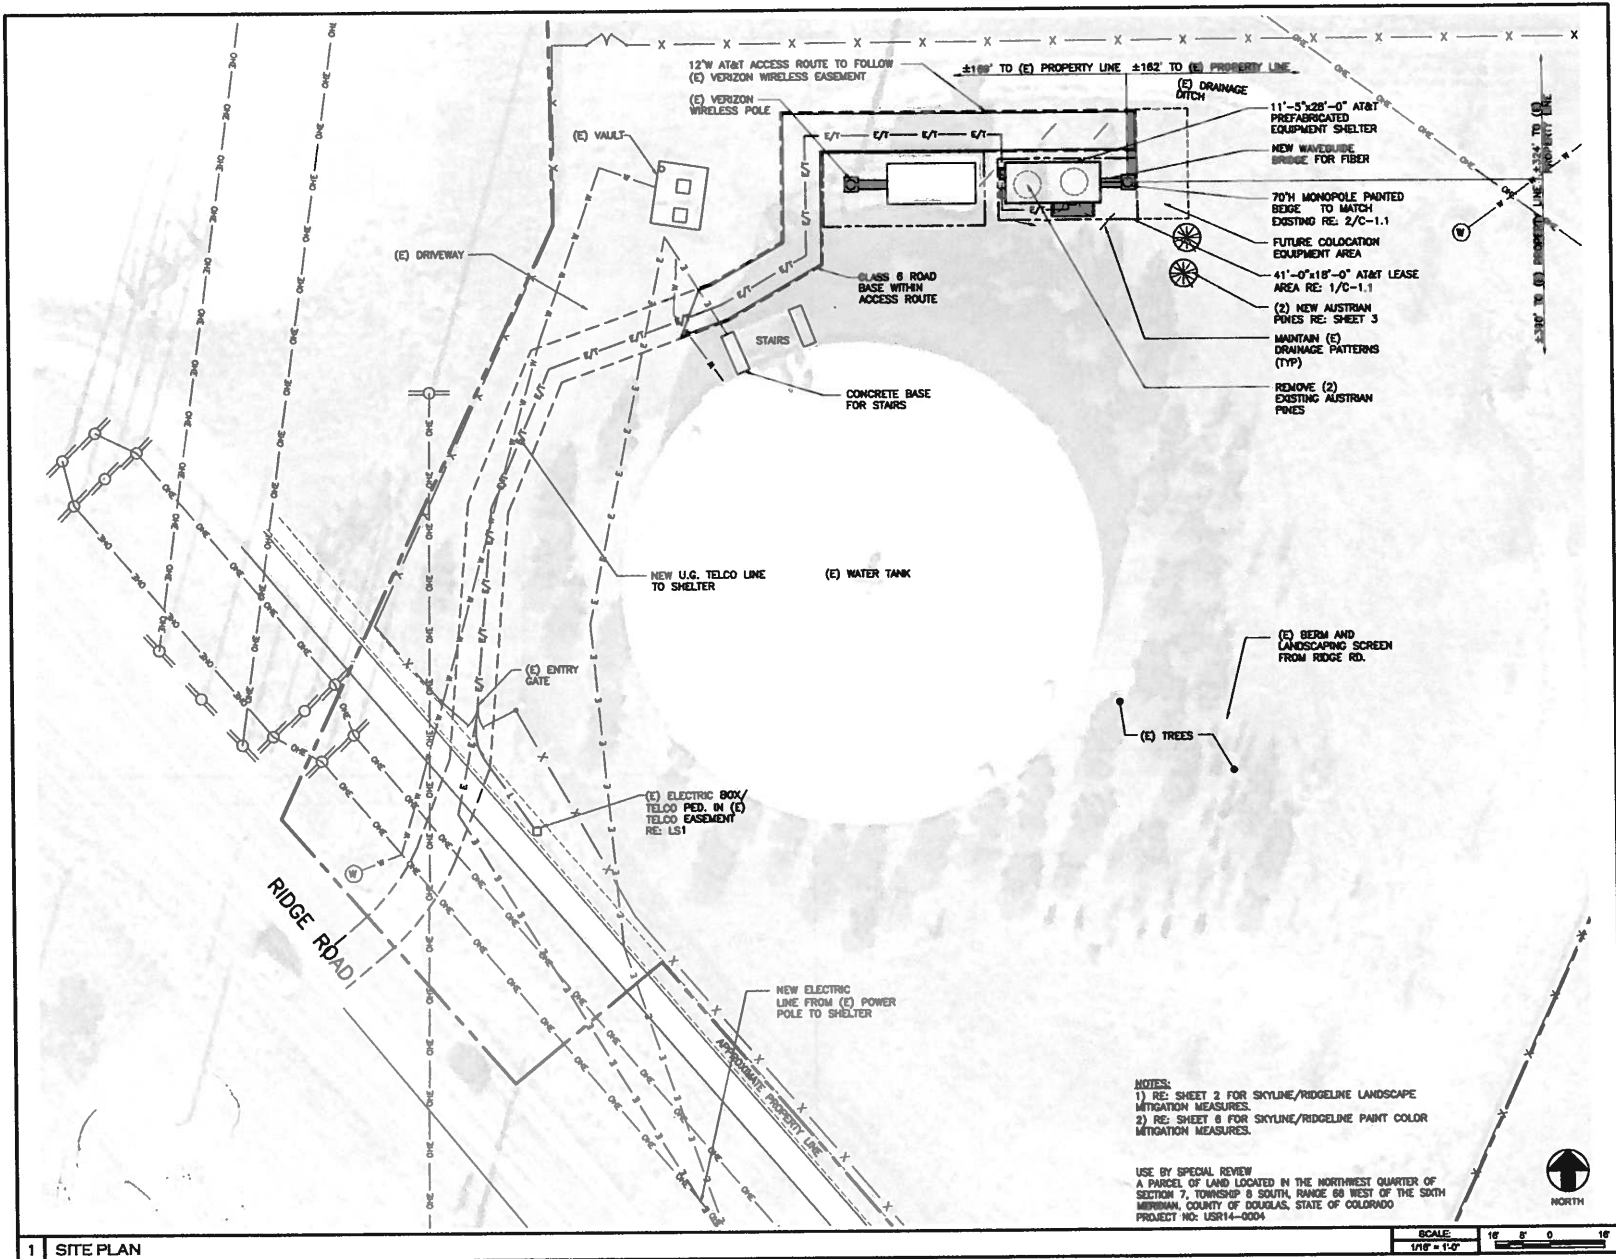 12'W AT&T ACCESS ROUTE TO FOLLOW
(E) VERIZON WIRELESS EASEMENT
(E) VERIZON
WIRELESS POLE
(E) VAULT
(E) DRIVEWAY
TO (E) PROPERTY LINE
±162' TO (E) PROPERTY LINE
(E) DRAINAGE
DITCH
11'-5"x28'-0" AT&T
PREFABRICATED
EQUIPMENT SHELTER
NEW WAVEGUIDE
BRIDGE FOR FIBER
70'H MONOPOLE PAINTED
BEIGE TO MATCH
EXISTING RE: 2/C-1.1
FUTURE COLOCATION
EQUIPMENT AREA
41'-0"x18'-0" AT&T LEASE
AREA RE: 1/C-1.1
(2) NEW AUSTRIAN
PINES RE: SHEET 3
MAINTAIN (E)
DRAINAGE PATTERNS
(TYP)
REMOVE (2)
EXISTING AUSTRIAN
PINES
±324' TO (E)
PROPERTY LINE
TO (E) PROPERTY LINE
CLASS 6 ROAD
BASE WITHIN
ACCESS ROUTE
STAIRS
CONCRETE BASE
FOR STAIRS
NEW U.G. TELCO LINE
TO SHELTER
(E) WATER TANK
(E) BERM AND
LANDSCAPING SCREEN
FROM RIDGE RD.
(E) ENTRY
GATE
(E) TREES
(E) ELECTRIC BOX/
TELCO PED. IN (E)
TELCO EASEMENT
RE: LS1
RIDGE ROAD
NEW ELECTRIC
LINE FROM (E) POWER
POLE TO SHELTER
APPROXIMATE PROPERTY LINE
NOTES:
1) RE: SHEET 2 FOR SKYLINE/RIDGELINE LANDSCAPE
MITIGATION MEASURES.
2) RE: SHEET 6 FOR SKYLINE/RIDGELINE PAINT COLOR
MITIGATION MEASURES.
USE BY SPECIAL REVIEW
A PARCEL OF LAND LOCATED IN THE NORTHWEST QUARTER OF
SECTION 7, TOWNSHIP 8 SOUTH, RANGE 68 WEST OF THE SIXTH
MERIDIAN, COUNTY OF DOUGLAS, STATE OF COLORADO
PROJECT NO: USR14-0004
NORTH
1 SITE PLAN
SCALE:
1/16" = 1'-0"
16' 8' 0 16'